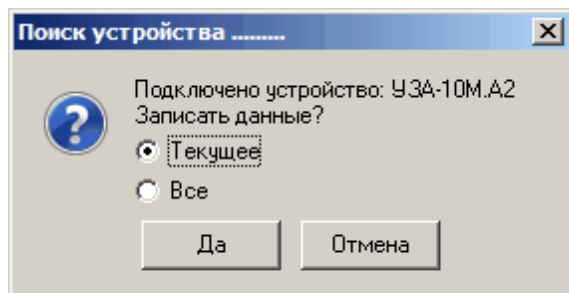 Поиск устройства .........
Подключено устройство: УЗА-10М.А2
Записать данные?
Текущее
Все
Да
Отмена